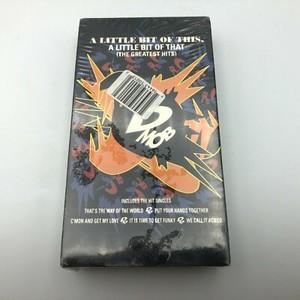 A LITTLE BIT OF THIS,
A LITTLE BIT OF THAT
(THE GREATEST HITS)
D
MOB
INCLUDES THE HIT SINGLES
THAT'S THE WAY OF THE WORLD PUT YOUR HANDS TOGETHER
C'MON AND GET MY LOVE IT IS TIME TO GET FUNKY WE CALL IT ACIEED